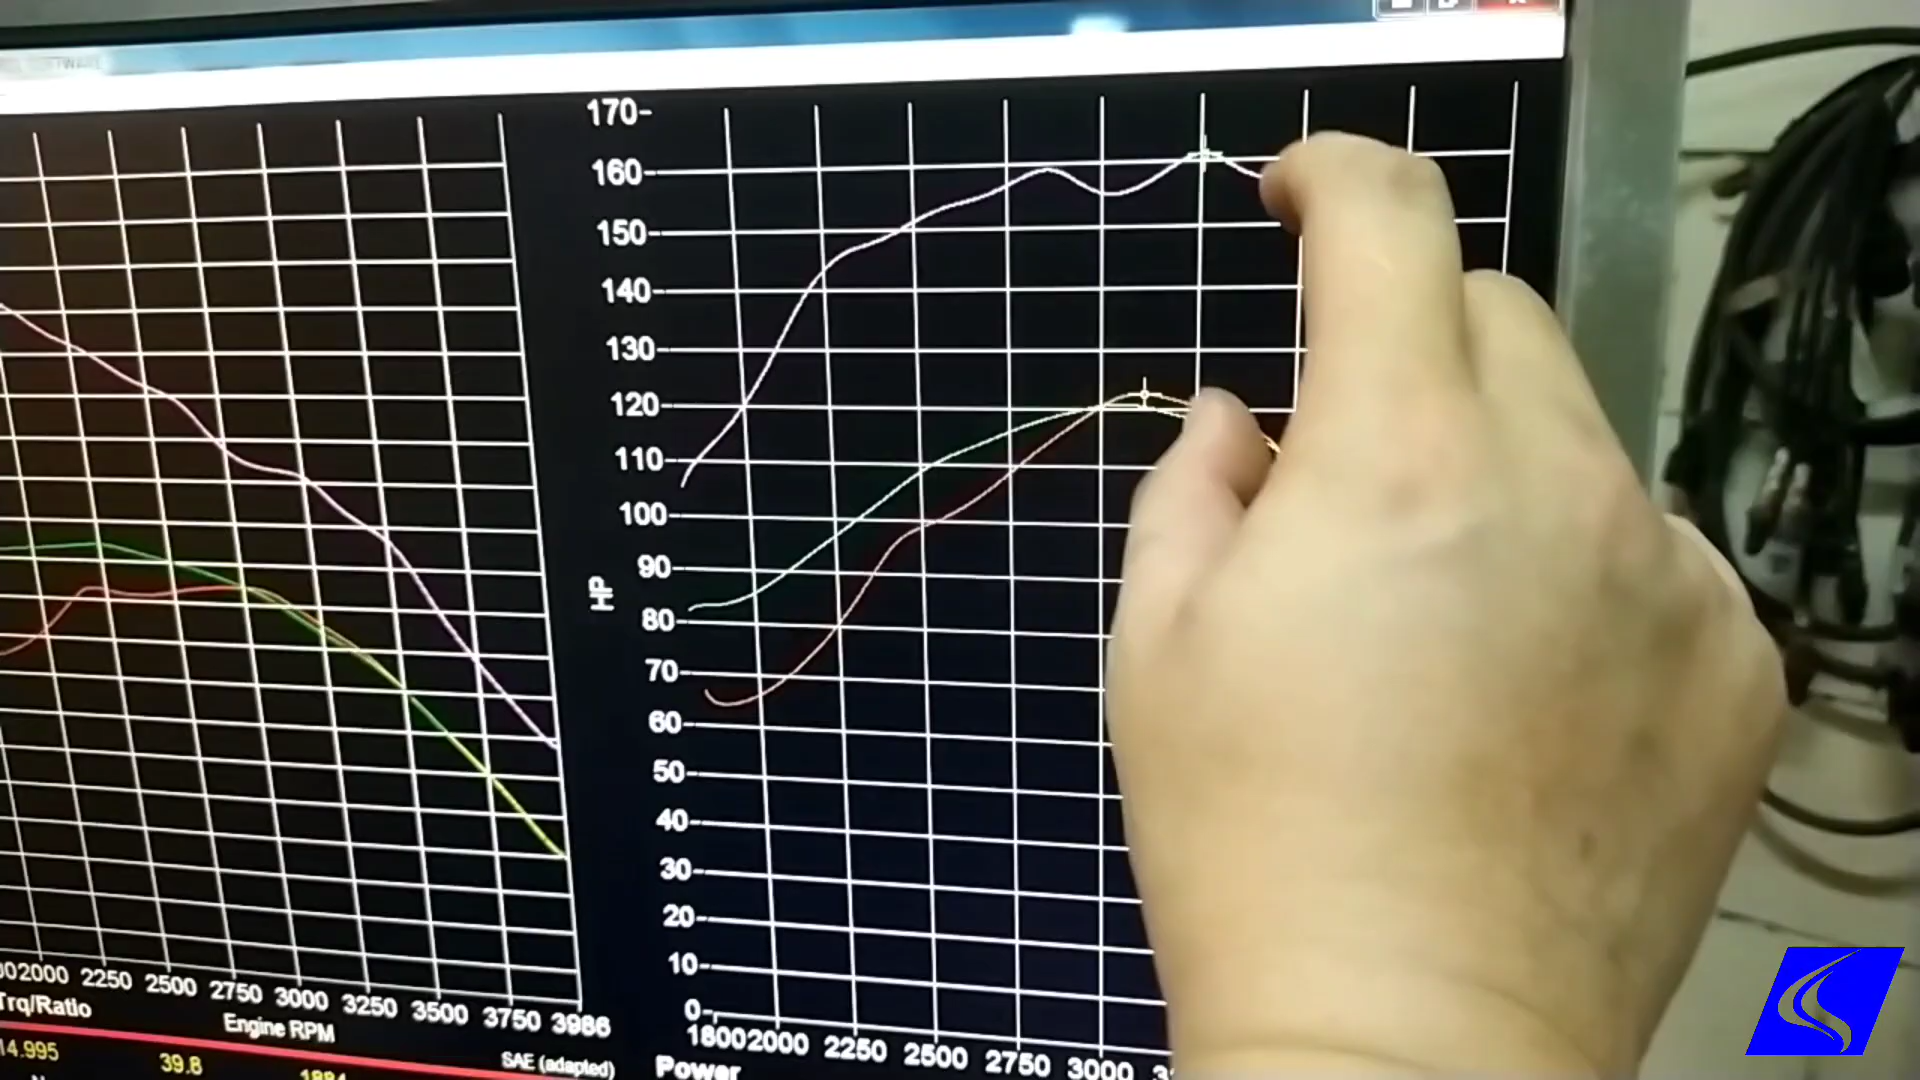 170
160
150
140
130
120
110
100
90
80
70
60
50
40
30
20
10
0
HP
2000 2250 2500 2750 3000 3250 3500 3750 3986
Trq/Ratio
Engine RPM
SAE (adapted)
14.995 39.8 1984
1800 2000 2250 2500 2750 3000
Power